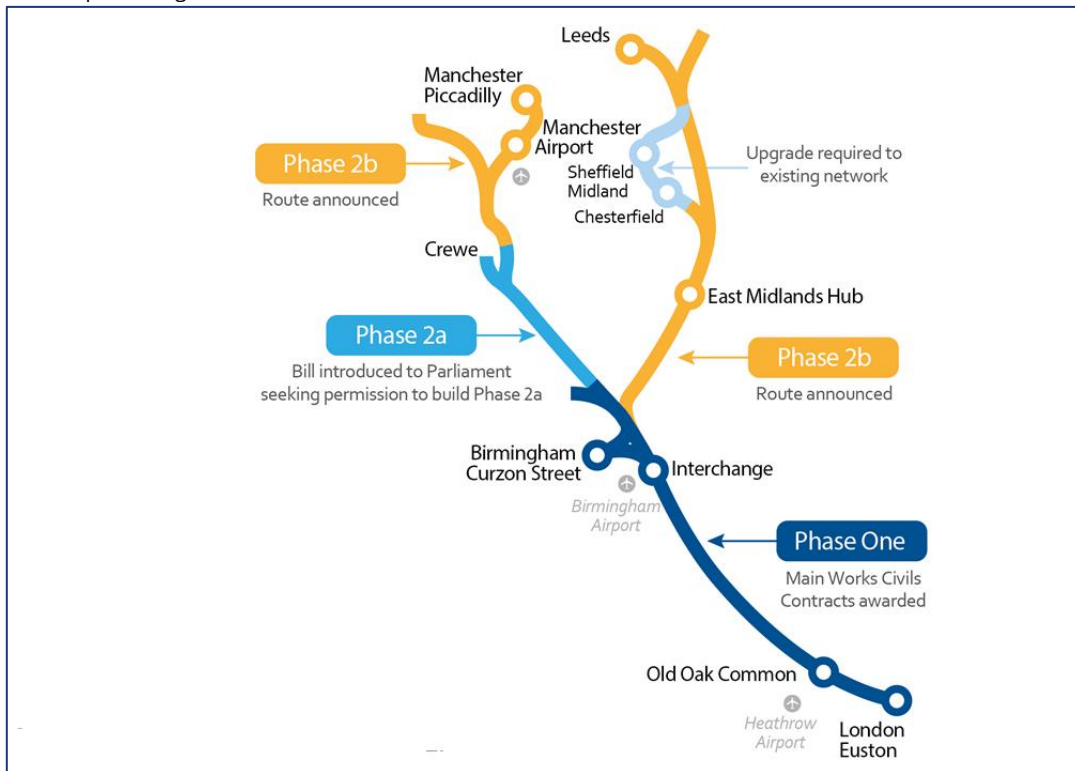 Leeds
Manchester
Piccadilly
Manchester
Airport
Phase 2b
Route announced
Sheffield
Midland
Chesterfield
Upgrade required to
existing network
Crewe
East Midlands Hub
Phase 2a
Bill introduced to Parliament
seeking permission to build Phase 2a
Phase 2b
Route announced
Birmingham
Curzon Street
Interchange
Birmingham
Airport
Phase One
Main Works Civils
Contracts awarded
Old Oak Common
Heathrow
Airport
London
Euston